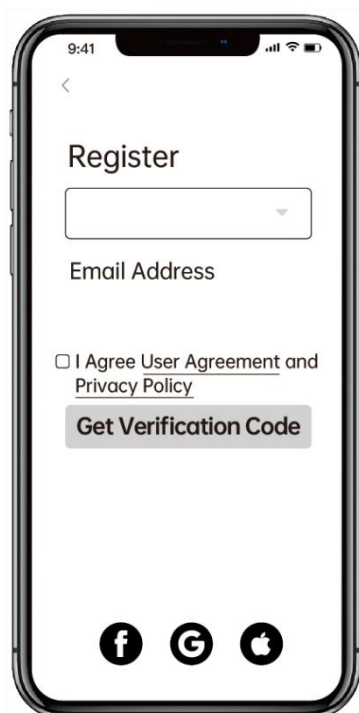 9:41
Register
Email Address
I Agree User Agreement and
Privacy Policy
Get Verification Code